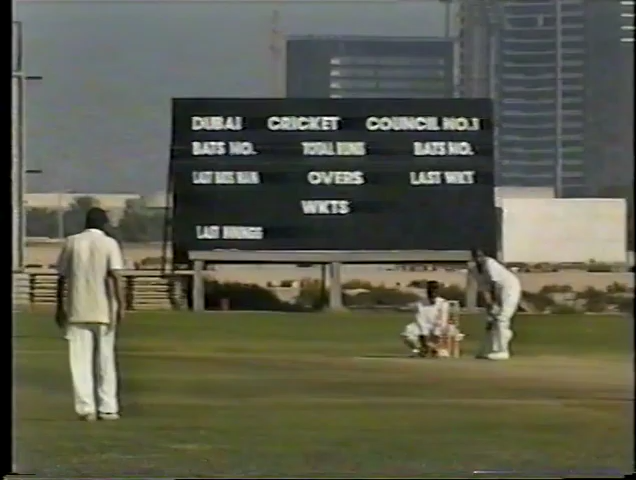 DUBAI CRICKET COUNCIL NO.1
BATS NO. TOTAL RUNS BATS NO.
LAST MAN OVERS LAST WKT
WKTS
LAST INNINGS